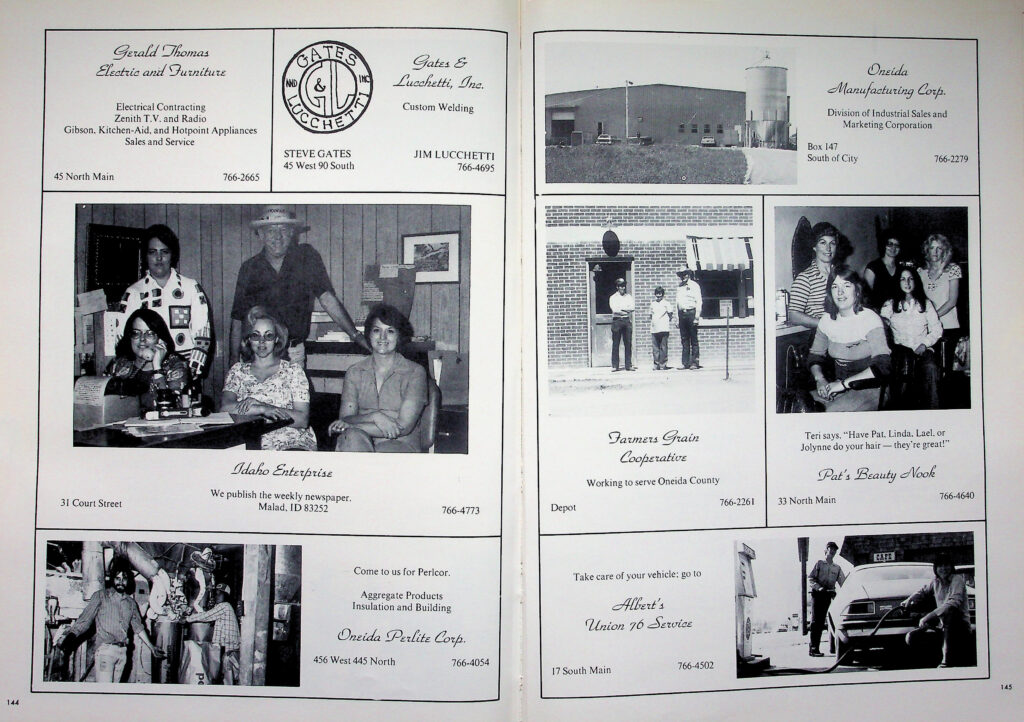 Gerald Thomas
Electric and Furniture
Electrical Contracting
Zenith T.V. and Radio
Gibson, Kitchen-Aid, and Hotpoint Appliances
Sales and Service
45 North Main
766-2665
GATES
AND G&L INC
LUCCHETTI
Gates &
Lucchetti, Inc.
Custom Welding
STEVE GATES
JIM LUCCHETTI
45 West 90 South
766-4695
Idaho Enterprise
We publish the weekly newspaper.
31 Court Street
Malad, ID 83252
766-4773
Come to us for Perlcor.
Aggregate Products
Insulation and Building
Oneida Perlite Corp.
456 West 445 North
766-4054
144
Oneida
Manufacturing Corp.
Division of Industrial Sales and
Marketing Corporation
Box 147
South of City
766-2279
Farmers Grain
Cooperative
Working to serve Oneida County
Depot
766-2261
Teri says, "Have Pat, Linda, Lael, or
Jolynne do your hair — they're great!"
Pat's Beauty Nook
33 North Main
766-4640
Take care of your vehicle; go to
Albert's
Union 76 Service
17 South Main
766-4502
CAFE
145